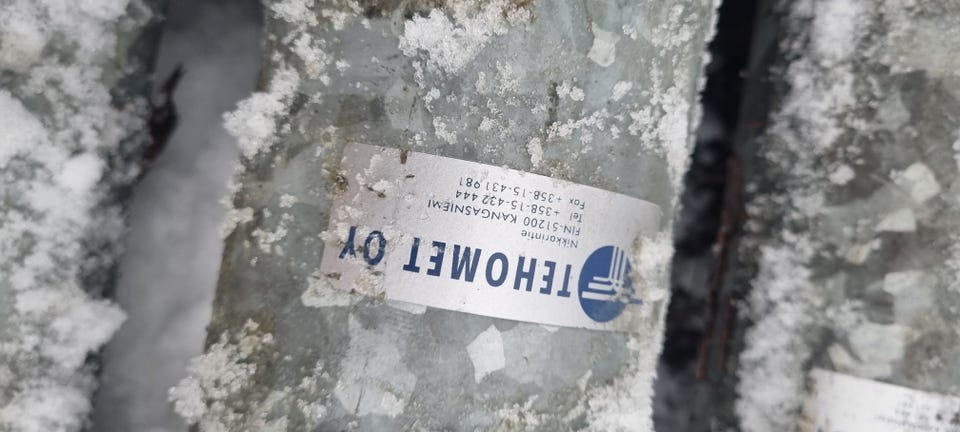 TEHOMET OY
Nikkarintie
FIN-51200 KANGASNIEMI
Tel +358-15-432 444
Fax +358-15-431 981